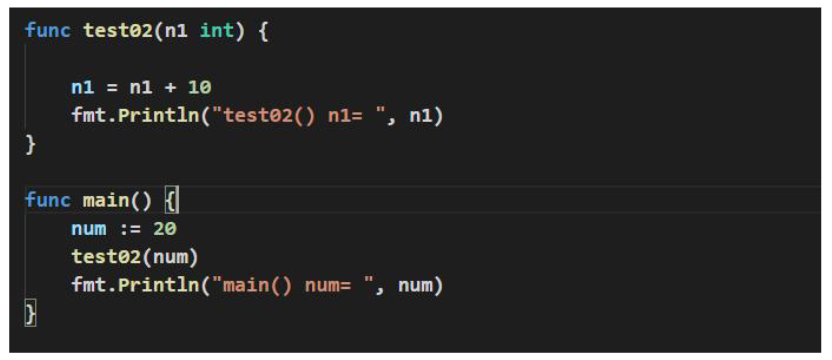 func test02(n1 int) {
n1 = n1 + 10
fmt.Println("test02() n1= ", n1)
}
func main() {
num := 20
test02(num)
fmt.Println("main() num= ", num)
}